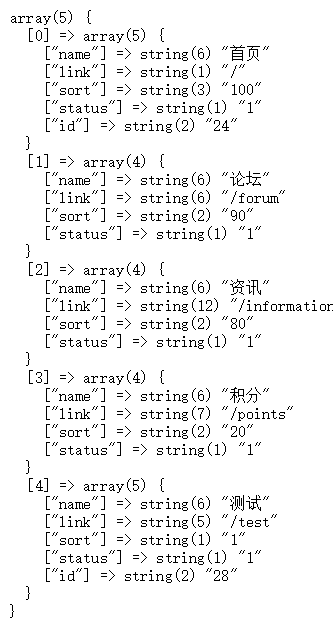 array(5) {
  [0] => array(5) {
    ["name"] => string(6) "首页"
    ["link"] => string(1) "/"
    ["sort"] => string(3) "100"
    ["status"] => string(1) "1"
    ["id"] => string(2) "24"
  }
  [1] => array(4) {
    ["name"] => string(6) "论坛"
    ["link"] => string(6) "/forum"
    ["sort"] => string(2) "90"
    ["status"] => string(1) "1"
  }
  [2] => array(4) {
    ["name"] => string(6) "资讯"
    ["link"] => string(12) "/information
    ["sort"] => string(2) "80"
    ["status"] => string(1) "1"
  }
  [3] => array(4) {
    ["name"] => string(6) "积分"
    ["link"] => string(7) "/points"
    ["sort"] => string(2) "20"
    ["status"] => string(1) "1"
  }
  [4] => array(5) {
    ["name"] => string(6) "测试"
    ["link"] => string(5) "/test"
    ["sort"] => string(1) "1"
    ["status"] => string(1) "1"
    ["id"] => string(2) "28"
  }
}